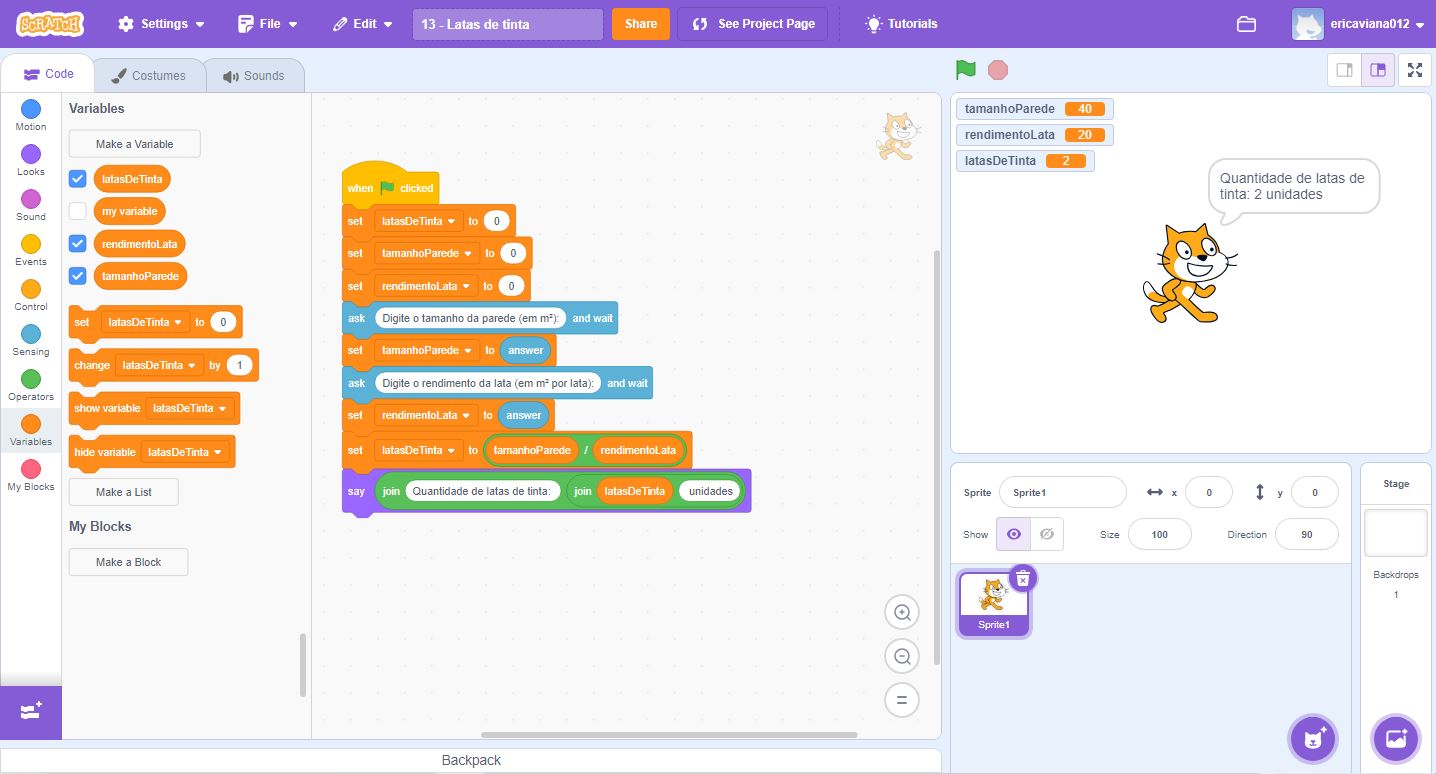 SCRATCH Settings File Edit 13 - Latas de tinta Share See Project Page Tutorials ericaviana012
Code Costumes Sounds
Motion
Looks
Sound
Events
Control
Sensing
Operators
Variables
My Blocks
Variables
Make a Variable
latasDeTinta
my variable
rendimentoLata
tamanhoParede
set latasDeTinta to 0
change latasDeTinta by 1
show variable latasDeTinta
hide variable latasDeTinta
Make a List
My Blocks
Make a Block
when clicked
set latasDeTinta to 0
set tamanhoParede to 0
set rendimentoLata to 0
ask Digite o tamanho da parede (em m²): and wait
set tamanhoParede to answer
ask Digite o rendimento da lata (em m² por lata): and wait
set rendimentoLata to answer
set latasDeTinta to tamanhoParede / rendimentoLata
say join Quantidade de latas de tinta: join latasDeTinta unidades
Backpack
tamanhoParede 40
rendimentoLata 20
latasDeTinta 2
Quantidade de latas de
tinta: 2 unidades
Sprite Sprite1 x 0 y 0
Show Size 100 Direction 90
Sprite1
Stage
Backdrops
1